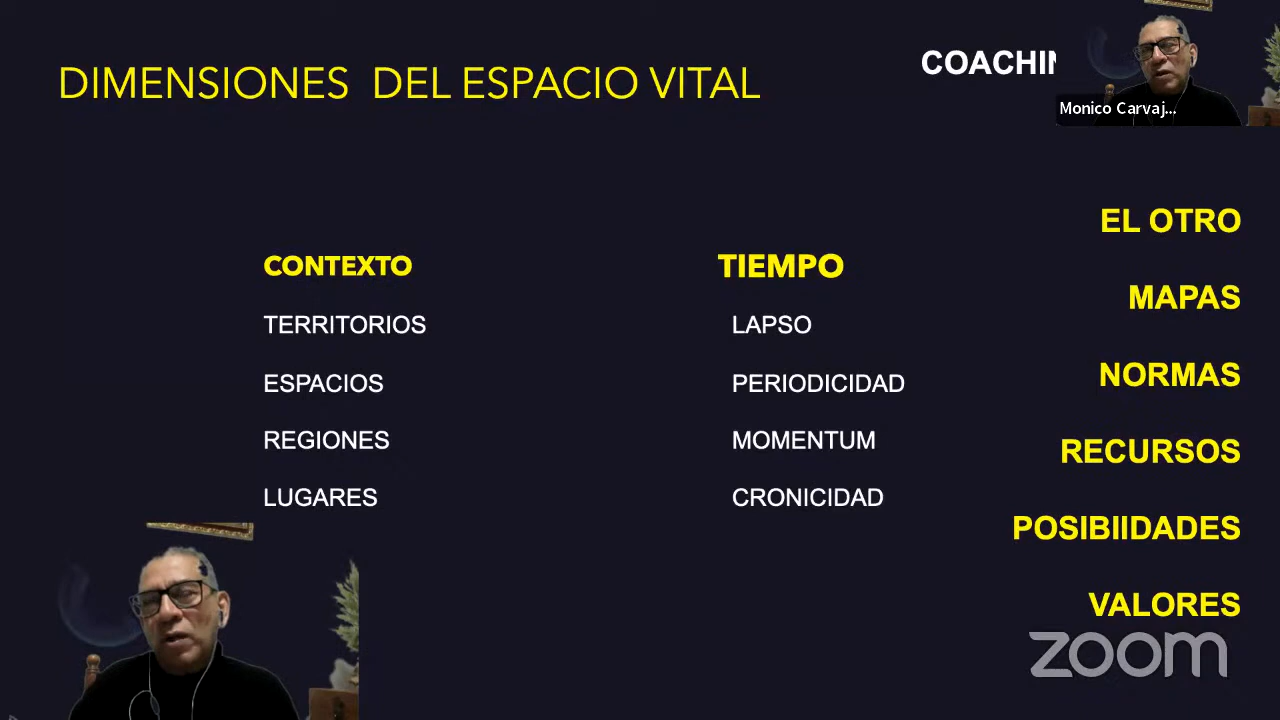 DIMENSIONES DEL ESPACIO VITAL
COACHIN
Monico Carvaj...
CONTEXTO
TERRITORIOS
ESPACIOS
REGIONES
LUGARES
TIEMPO
LAPSO
PERIODICIDAD
MOMENTUM
CRONICIDAD
EL OTRO
MAPAS
NORMAS
RECURSOS
POSIBIIDADES
VALORES
zoom